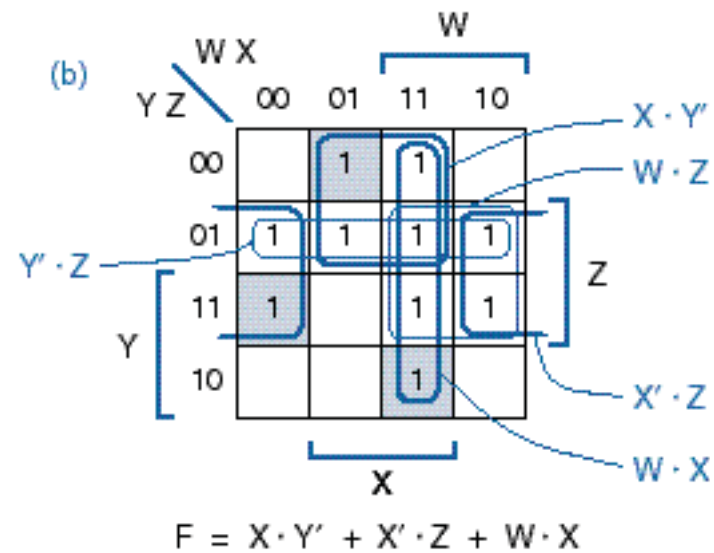 W
W X
(b)
Y Z
00 01 11 10
X · Y′
00 1 1
W · Z
01 1 1 1 1
Y′ · Z
Z
11 1 1 1
Y
10 1
X′ · Z
W · X
X
F = X · Y′ + X′ · Z + W · X